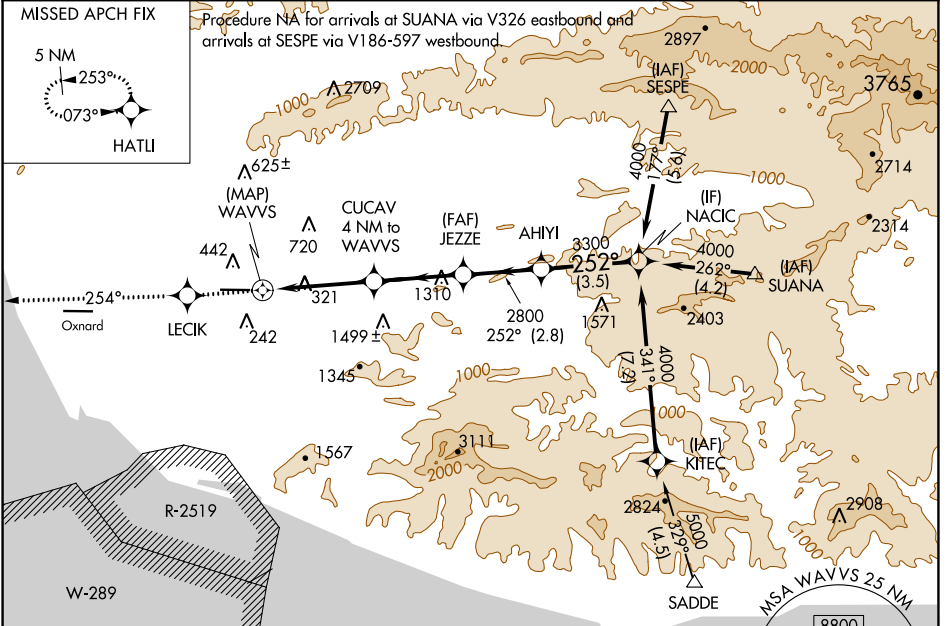 MISSED APCH FIX
5 NM
253°
073°
HATLI
Procedure NA for arrivals at SUANA via V326 eastbound and
arrivals at SESPE via V186-597 westbound.
2897
2000
(IAF)
SESPE
3765
1000
2709
4000
177°
(5.6)
2714
1000
625±
(MAP)
WAVVS
CUCAV
4 NM to
WAVVS
(FAF)
JEZZE
AHIYI
(IF)
NACIC
2314
720
442
3300
252°
(3.5)
4000
262°
(4.2)
(IAF)
SUANA
254°
321
1310
Oxnard
LECIK
242
1499±
2800
252° (2.8)
1571
2403
1345
1000
4000
341°
(7.2)
1000
1567
3111
2000
(IAF)
KITEC
R-2519
2824
5000
329°
(4.5)
2908
1000
W-289
SADDE
MSA WAVVS 25 NM
8800